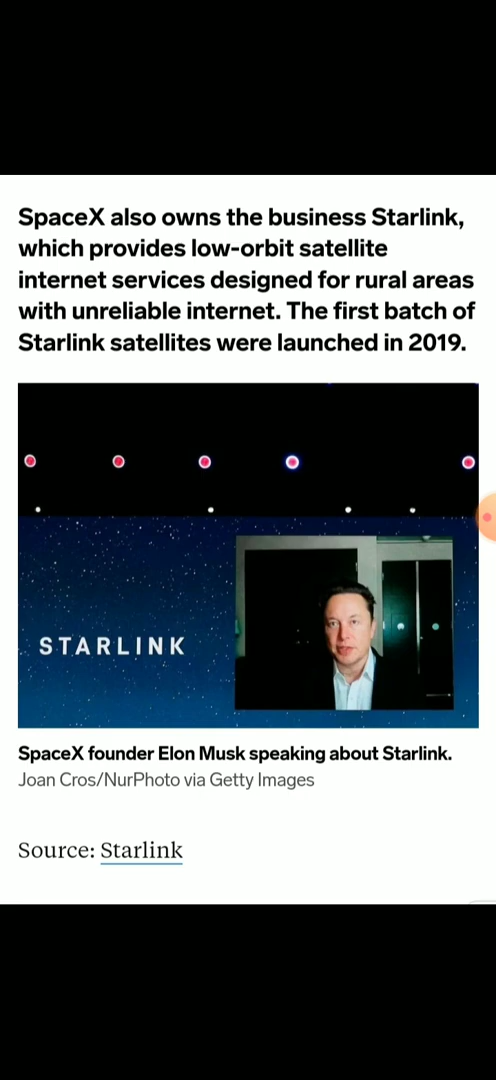 SpaceX also owns the business Starlink,
which provides low-orbit satellite
internet services designed for rural areas
with unreliable internet. The first batch of
Starlink satellites were launched in 2019.
STARLINK
SpaceX founder Elon Musk speaking about Starlink.
Joan Cros/NurPhoto via Getty Images
Source: Starlink